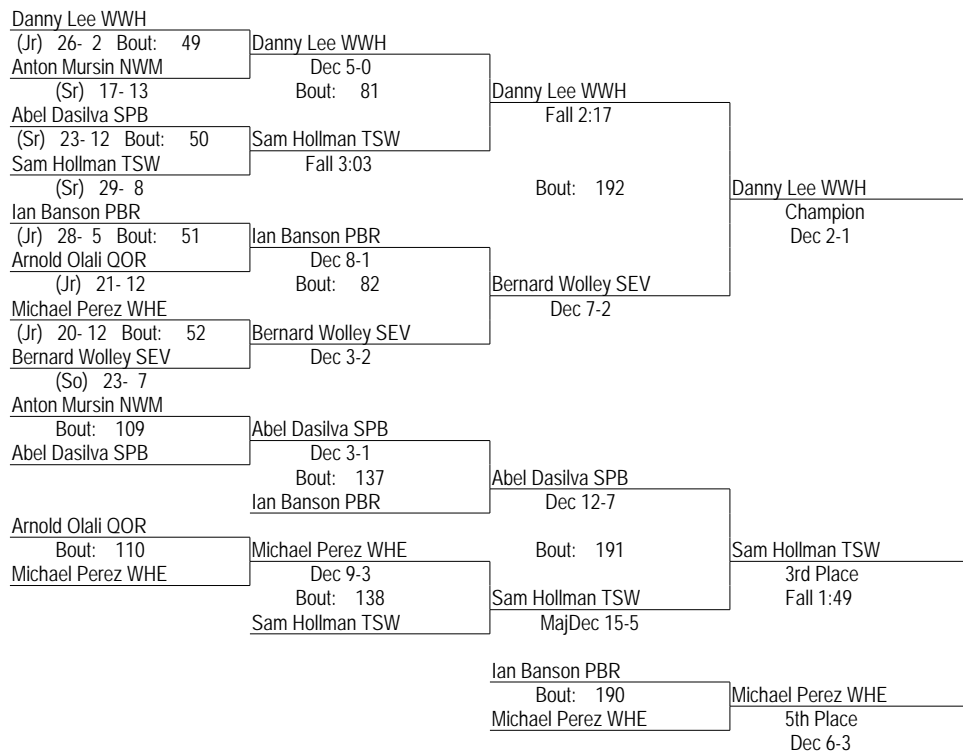 Danny Lee WWH
(Jr) 26- 2 Bout: 49
Anton Mursin NWM
(Sr) 17- 13
Abel Dasilva SPB
(Sr) 23- 12 Bout: 50
Sam Hollman TSW
(Sr) 29- 8
Ian Banson PBR
(Jr) 28- 5 Bout: 51
Arnold Olali QOR
(Jr) 21- 12
Michael Perez WHE
(Jr) 20- 12 Bout: 52
Bernard Wolley SEV
(So) 23- 7
Danny Lee WWH
Dec 5-0
Bout: 81
Sam Hollman TSW
Fall 3:03
Ian Banson PBR
Dec 8-1
Bout: 82
Bernard Wolley SEV
Dec 3-2
Danny Lee WWH
Fall 2:17
Bout: 192
Bernard Wolley SEV
Dec 7-2
Danny Lee WWH
Champion
Dec 2-1
Anton Mursin NWM
Bout: 109
Abel Dasilva SPB
Arnold Olali QOR
Bout: 110
Michael Perez WHE
Abel Dasilva SPB
Dec 3-1
Bout: 137
Ian Banson PBR
Michael Perez WHE
Dec 9-3
Bout: 138
Sam Hollman TSW
Abel Dasilva SPB
Dec 12-7
Bout: 191
Sam Hollman TSW
MajDec 15-5
Sam Hollman TSW
3rd Place
Fall 1:49
Ian Banson PBR
Bout: 190
Michael Perez WHE
Michael Perez WHE
5th Place
Dec 6-3